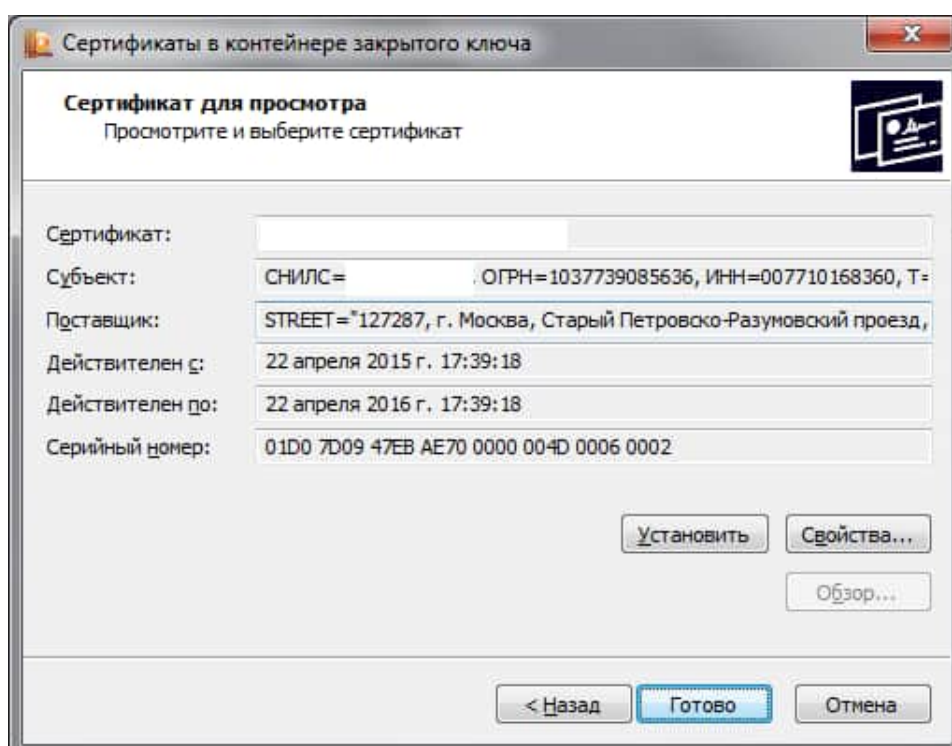 Сертификаты в контейнере закрытого ключа
Сертификат для просмотра
Просмотрите и выберите сертификат
Сертификат:
Субъект: СНИЛС= ОГРН=1037739085636, ИНН=007710168360, T=
Поставщик: STREET="127287, г. Москва, Старый Петровско-Разумовский проезд,
Действителен с: 22 апреля 2015 г. 17:39:18
Действителен по: 22 апреля 2016 г. 17:39:18
Серийный номер: 01D0 7D09 47EB AE70 0000 004D 0006 0002
Установить Свойства...
Обзор...
< Назад Готово Отмена